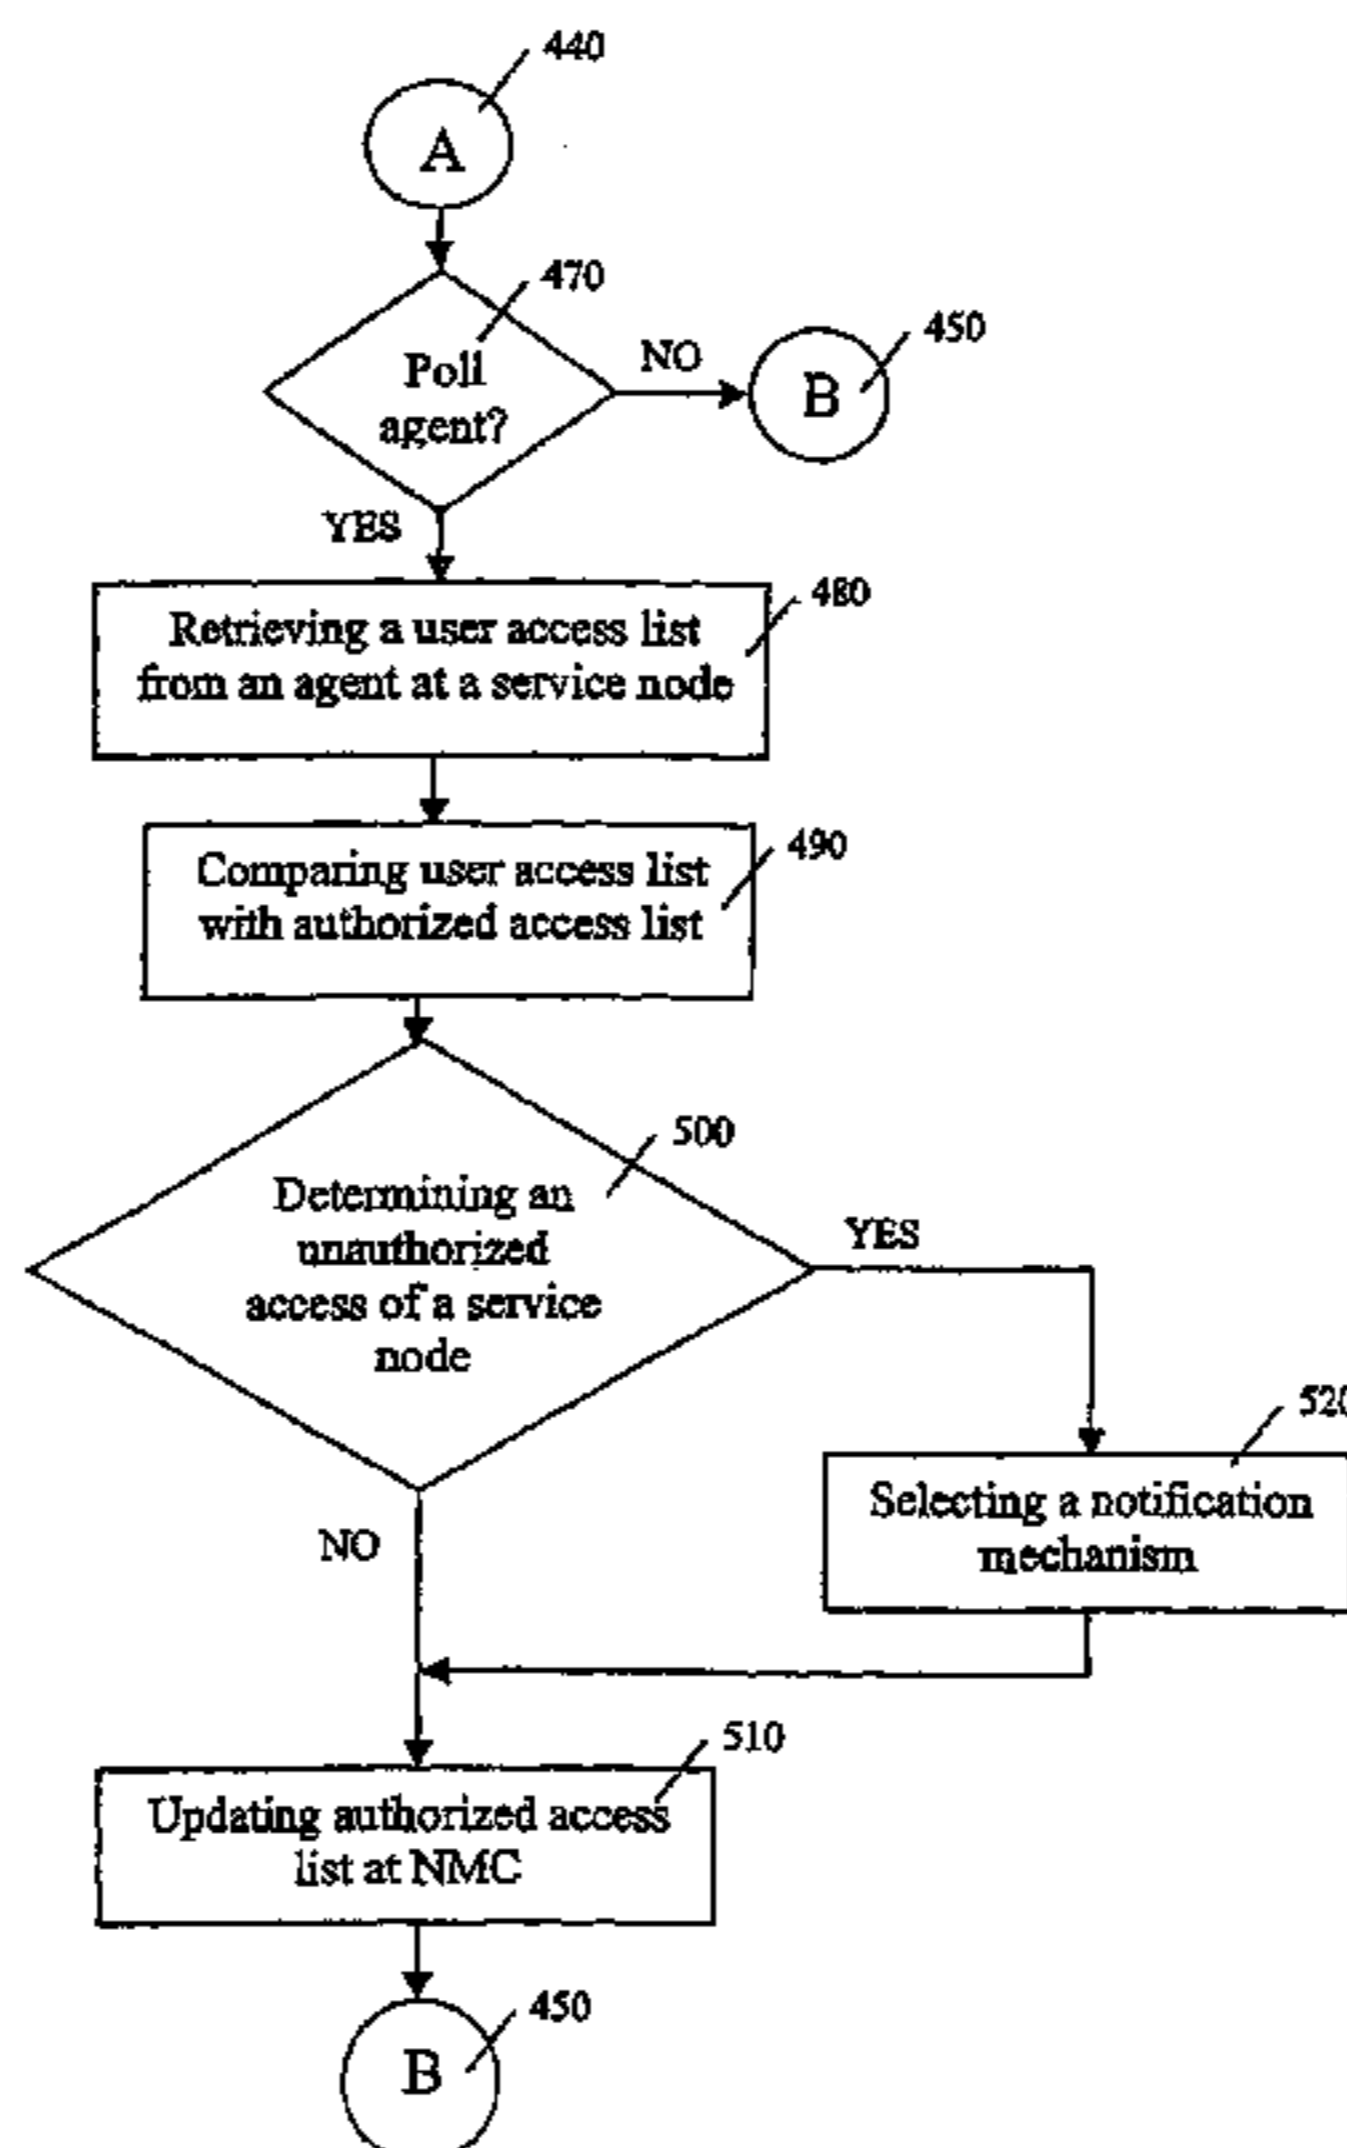 440
A
470
Poll
agent?
NO
450
B
YES
480
Retrieving a user access list
from an agent at a service node
490
Comparing user access list
with authorized access list
500
Determining an
unauthorized
access of a service
node
YES
NO
520
Selecting a notification
mechanism
510
Updating authorized access
list at NMC
450
B